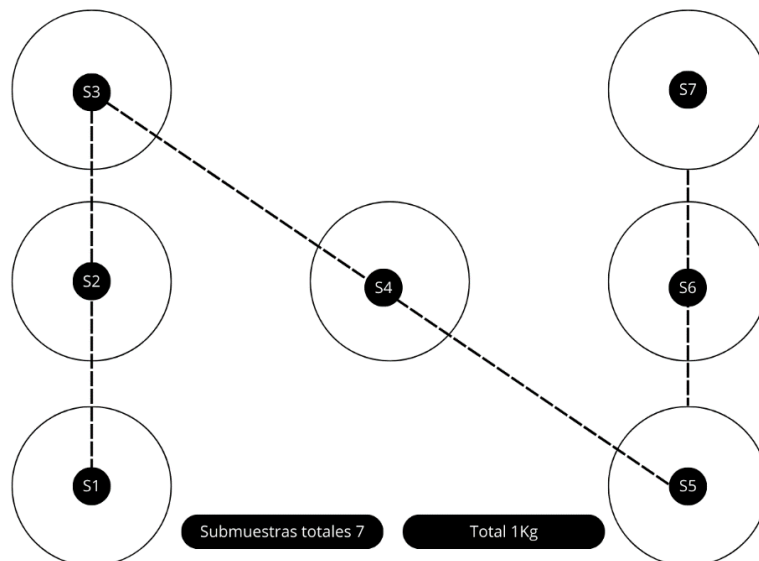 S3
S7
S2
S4
S6
S1
S5
Submuestras totales 7
Total 1Kg